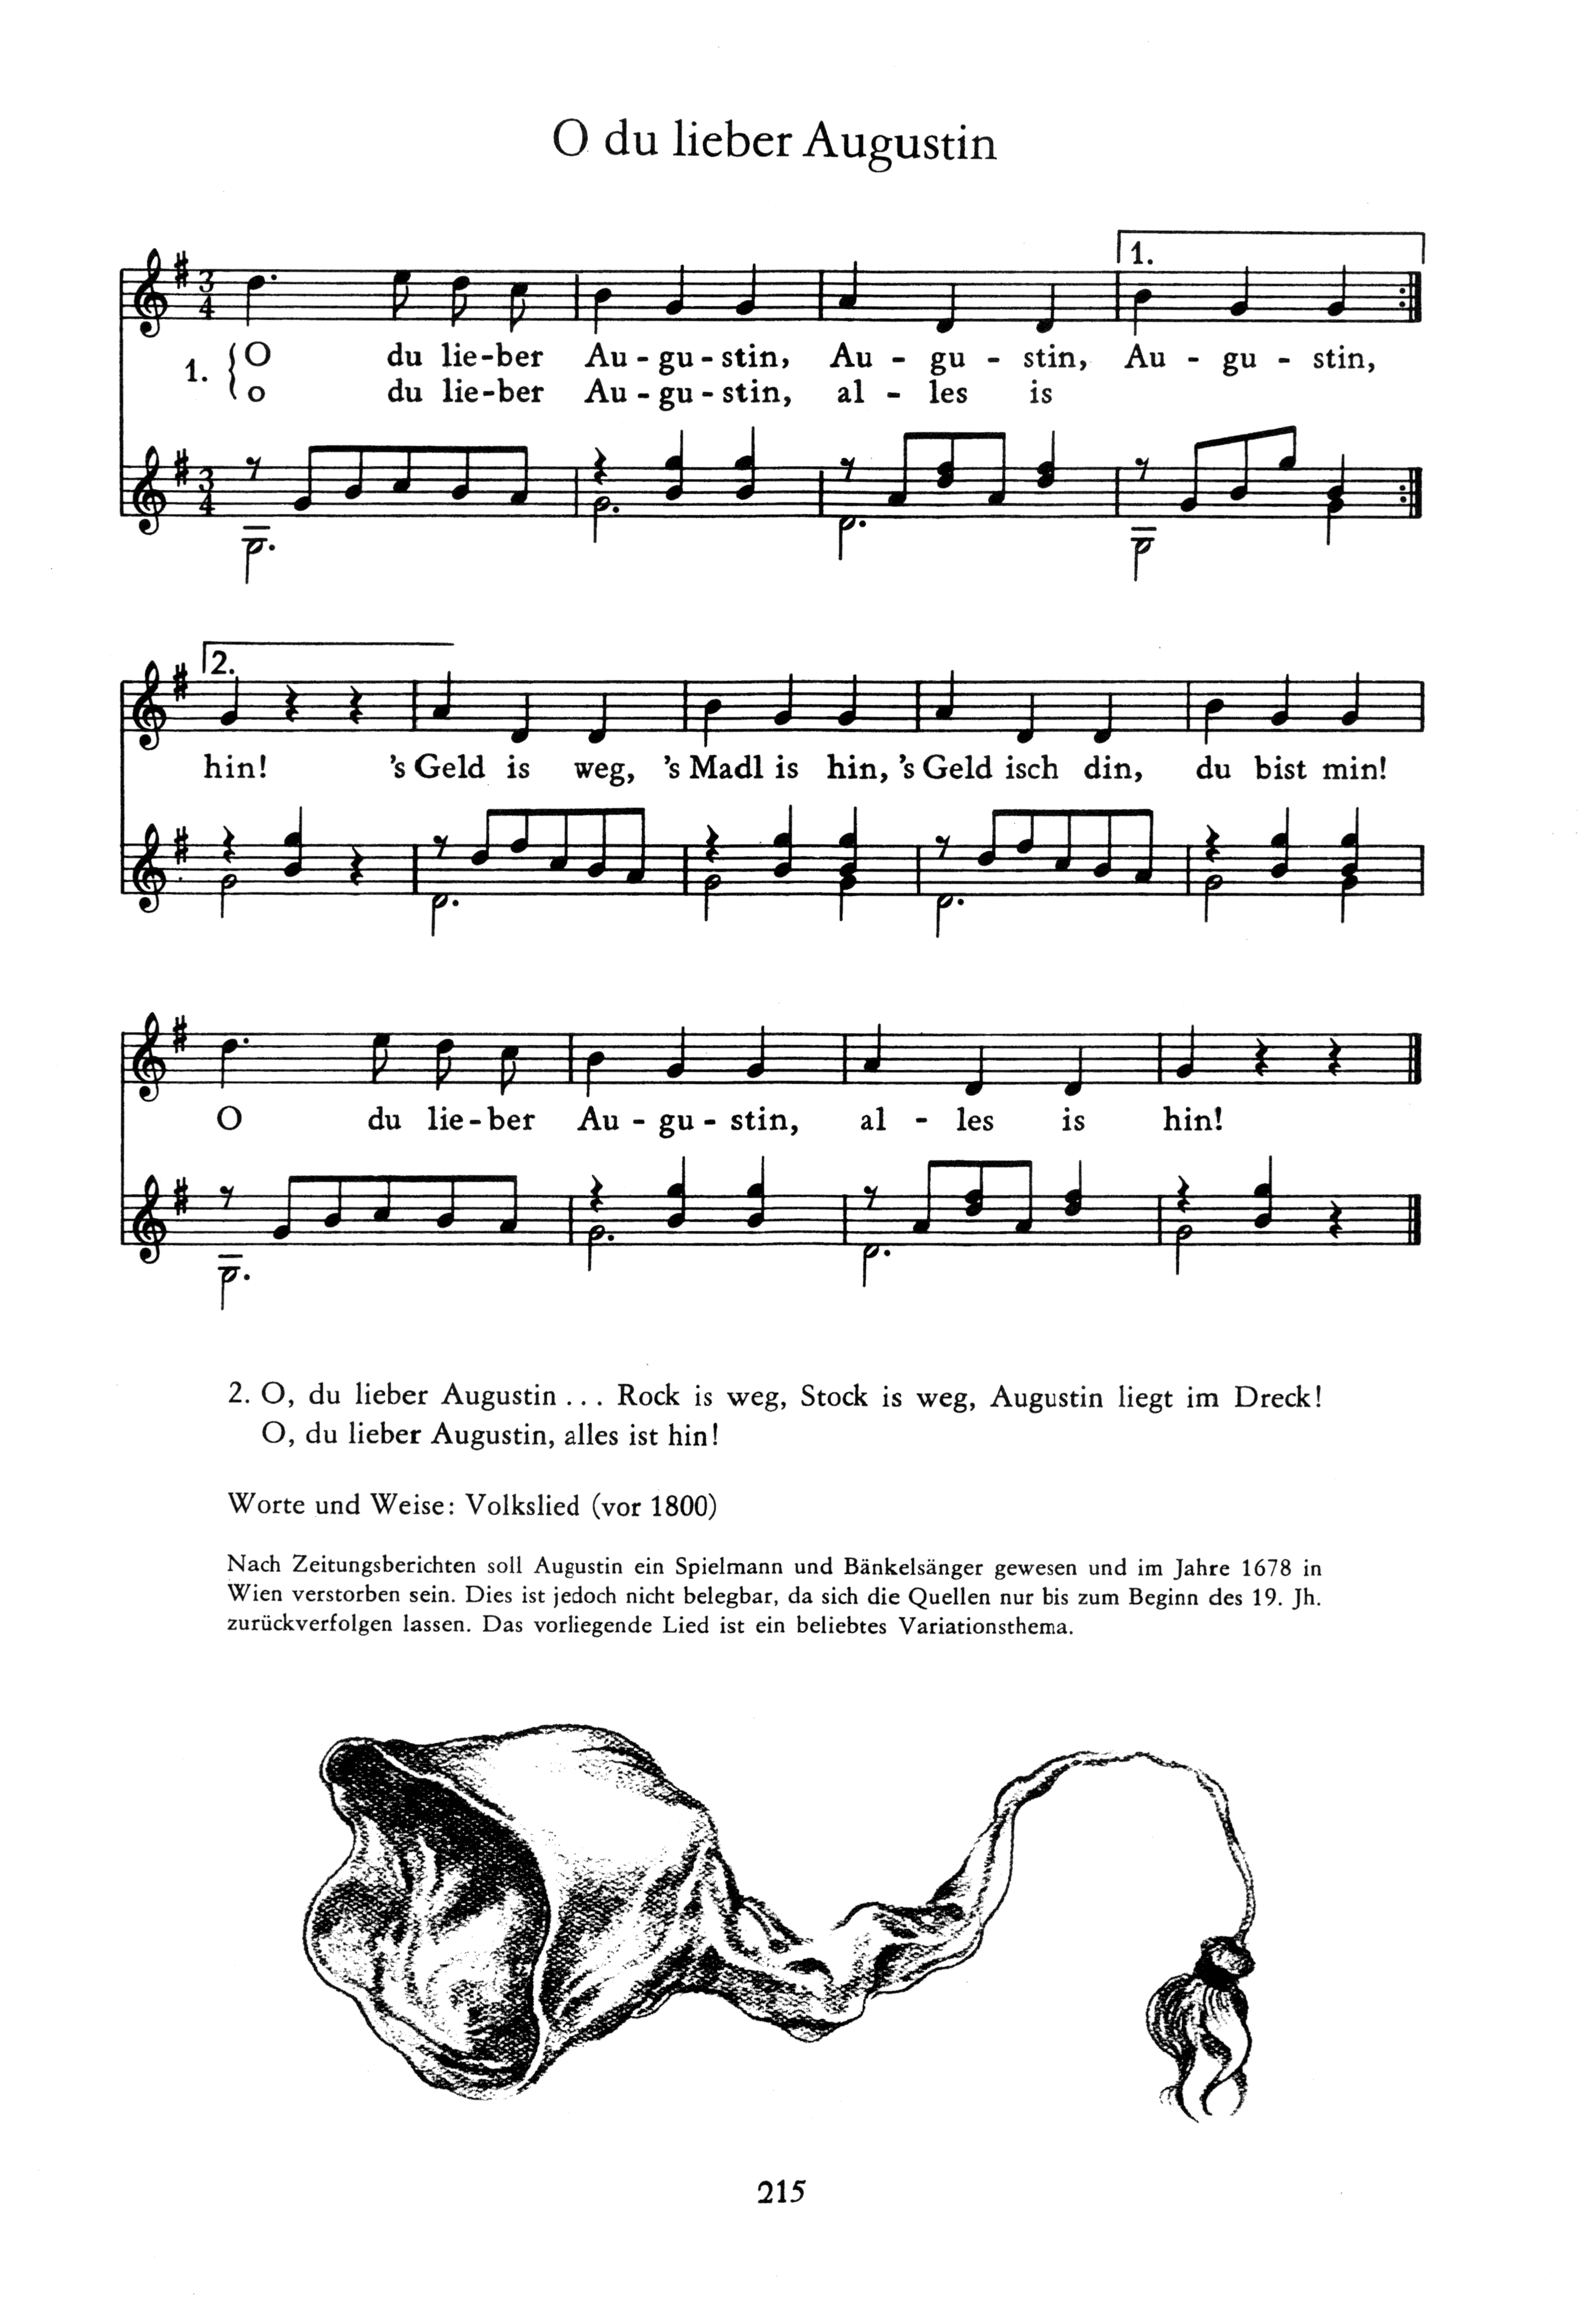 O du lieber Augustin
1.
3 4
1. {O du lie-ber Au-gu-stin, Au - gu - stin, Au - gu - stin,
o du lie-ber Au-gu-stin, al - les is
3 4
2.
hin! 's Geld is weg, 's Madl is hin, 's Geld isch din, du bist min!
O du lie-ber Au-gu-stin, al - les is hin!
2. O, du lieber Augustin ... Rock is weg, Stock is weg, Augustin liegt im Dreck!
O, du lieber Augustin, alles ist hin!
Worte und Weise: Volkslied (vor 1800)
Nach Zeitungsberichten soll Augustin ein Spielmann und Bänkelsänger gewesen und im Jahre 1678 in
Wien verstorben sein. Dies ist jedoch nicht belegbar, da sich die Quellen nur bis zum Beginn des 19. Jh.
zurückverfolgen lassen. Das vorliegende Lied ist ein beliebtes Variationsthema.
215